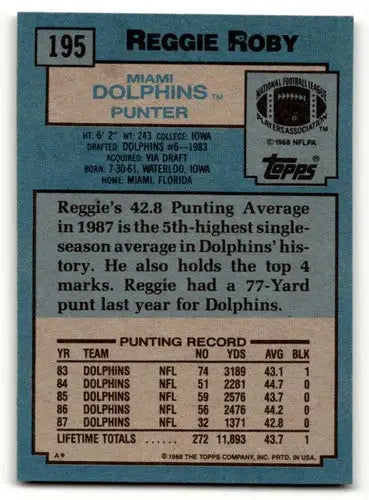 195 REGGIE ROBY
MIAMI
DOLPHINS TM
PUNTER
HT: 6' 2" WT: 243 COLLEGE: IOWA
DRAFTED: DOLPHINS #6—1983
ACQUIRED: VIA DRAFT
BORN: 7-30-61, WATERLOO, IOWA
HOME: MIAMI, FLORIDA
NATIONAL FOOTBALL LEAGUE
PLAYERS ASSOCIATION
©1988 NFLPA
TOPPS
Reggie's 42.8 Punting Average
in 1987 is the 5th-highest single-
season average in Dolphins' his-
tory. He also holds the top 4
marks. Reggie had a 77-Yard
punt last year for Dolphins.
PUNTING RECORD
YR TEAM NO YDS AVG BLK
83 DOLPHINS NFL 74 3189 43.1 1
84 DOLPHINS NFL 51 2281 44.7 0
85 DOLPHINS NFL 59 2576 43.7 0
86 DOLPHINS NFL 56 2476 44.2 0
87 DOLPHINS NFL 32 1371 42.8 0
LIFETIME TOTALS ...... 272 11,893 43.7 1
A* ©1988 THE TOPPS COMPANY, INC. PRTD. IN U.S.A.